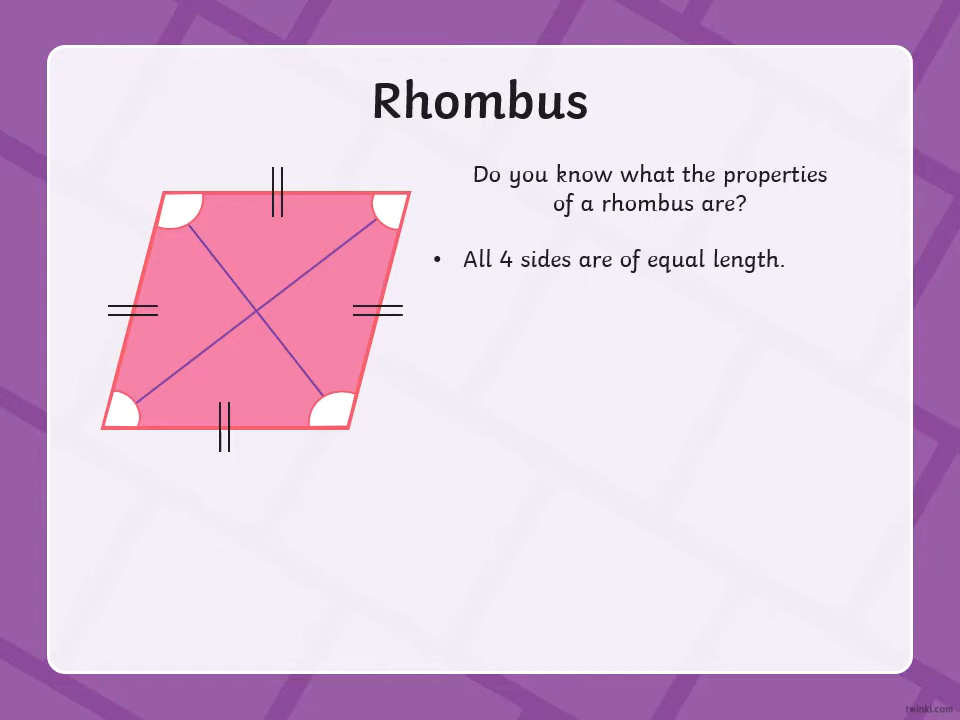 Rhombus
Do you know what the properties
of a rhombus are?
• All 4 sides are of equal length.
twinkl.com